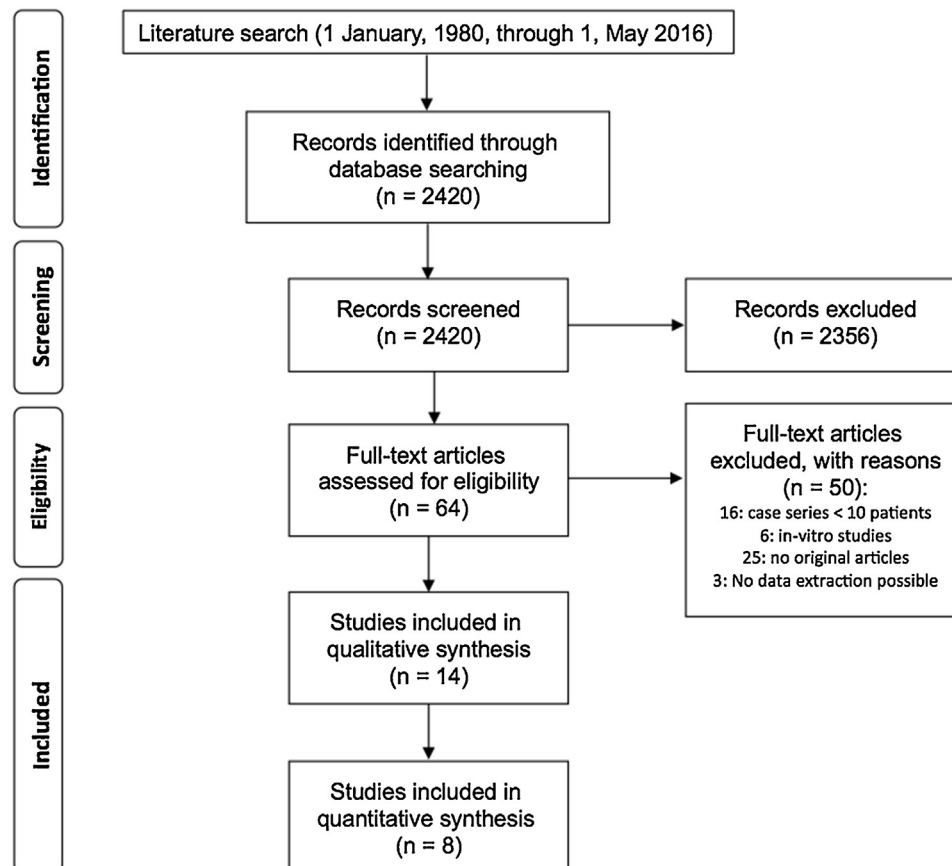 Identification
Literature search (1 January, 1980, through 1, May 2016)
Records identified through
database searching
(n = 2420)
Screening
Records screened
(n = 2420)
Records excluded
(n = 2356)
Eligibility
Full-text articles
assessed for eligibility
(n = 64)
Full-text articles
excluded, with reasons
(n = 50):
16: case series < 10 patients
6: in-vitro studies
25: no original articles
3: No data extraction possible
Included
Studies included in
qualitative synthesis
(n = 14)
Studies included in
quantitative synthesis
(n = 8)